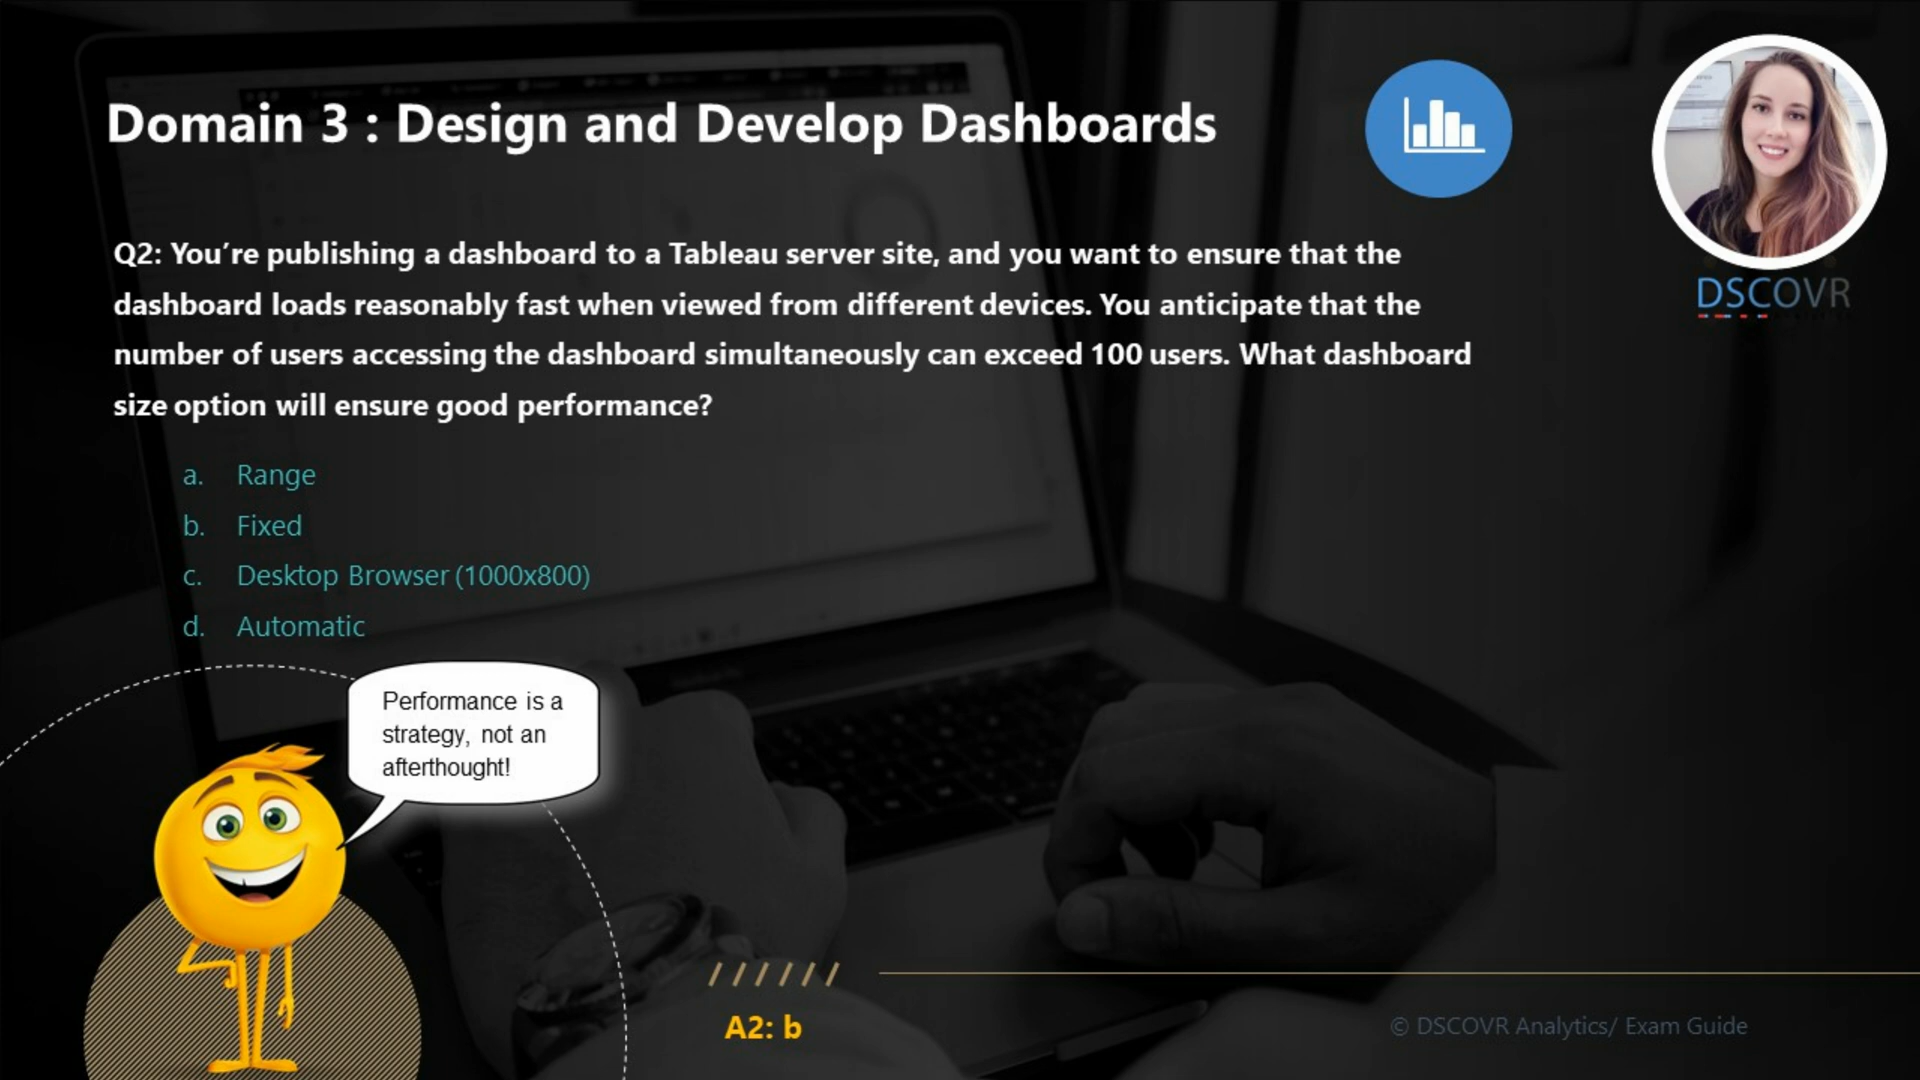 Domain 3 : Design and Develop Dashboards
DSCOVR
Q2: You’re publishing a dashboard to a Tableau server site, and you want to ensure that the
dashboard loads reasonably fast when viewed from different devices. You anticipate that the
number of users accessing the dashboard simultaneously can exceed 100 users. What dashboard
size option will ensure good performance?
a. Range
b. Fixed
c. Desktop Browser (1000x800)
d. Automatic
Performance is a
strategy, not an
afterthought!
A2: b
© DSCOVR Analytics/ Exam Guide